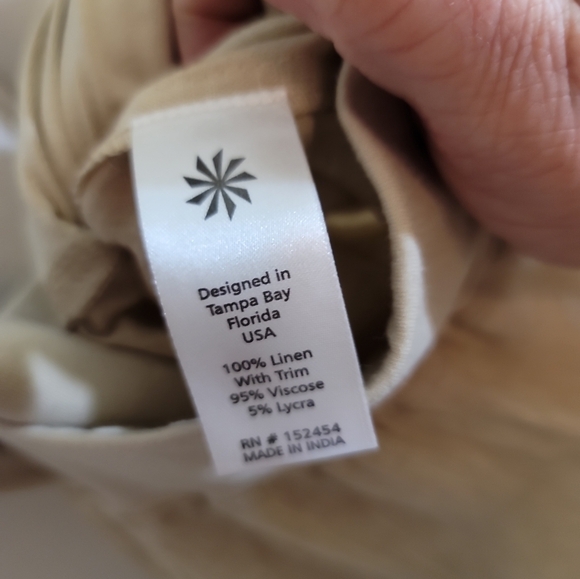 Designed in
Tampa Bay
Florida
USA
100% Linen
With Trim
95% Viscose
5% Lycra
RN # 152454
MADE IN INDIA